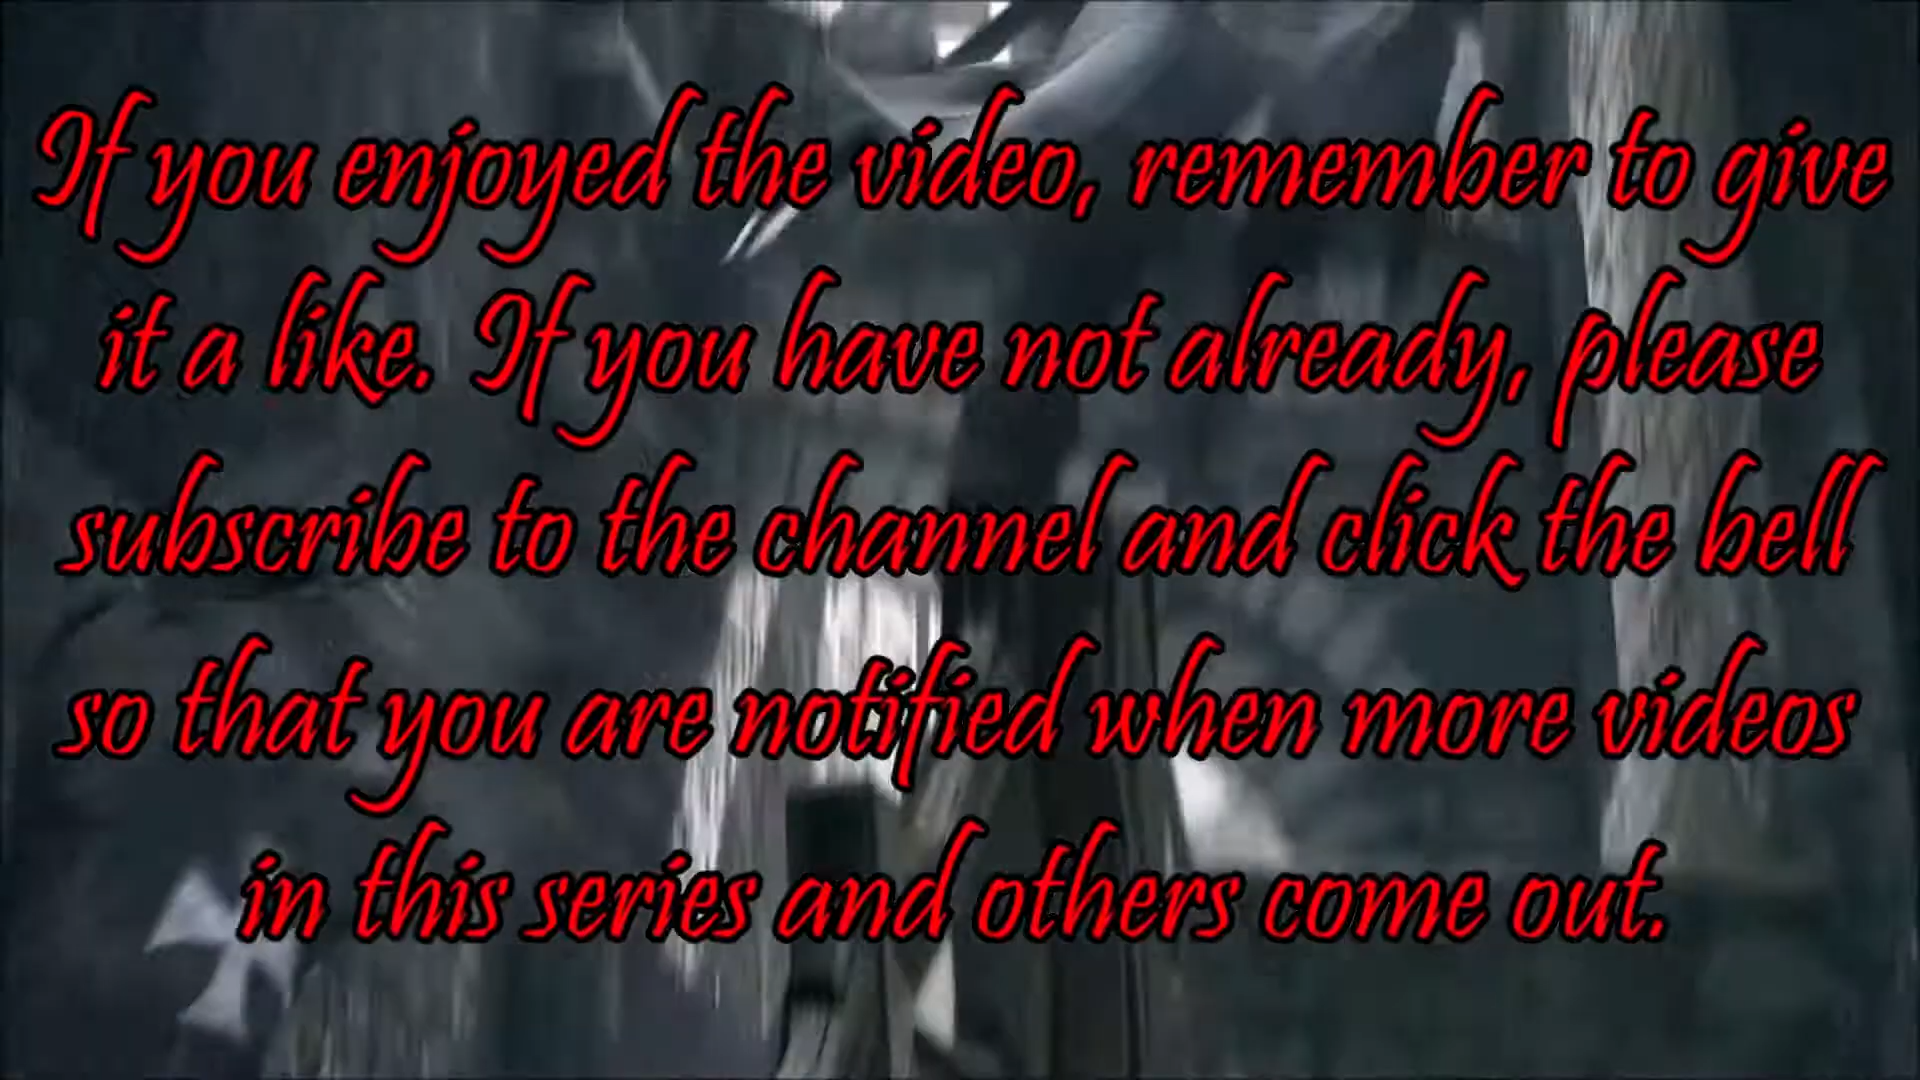 If you enjoyed the video, remember to give
it a like. If you have not already, please
subscribe to the channel and click the bell
so that you are notified when more videos
in this series and others come out.